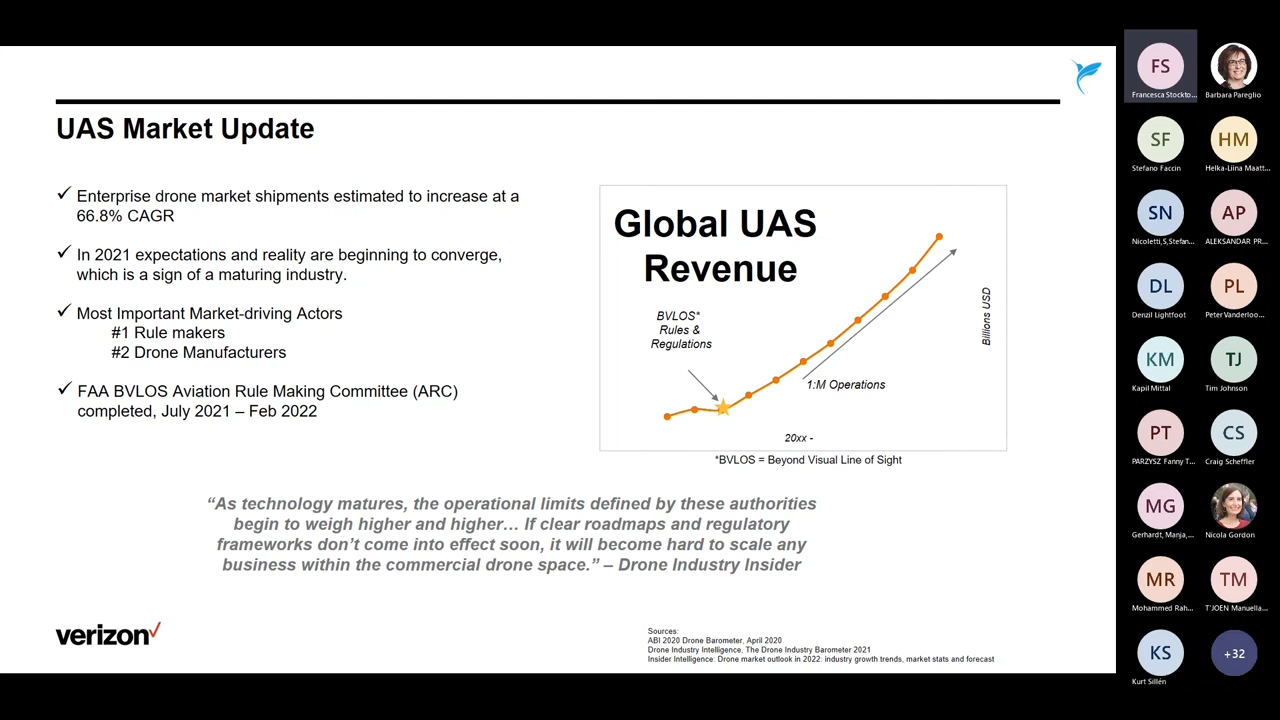 UAS Market Update
✓ Enterprise drone market shipments estimated to increase at a
66.8% CAGR
✓ In 2021 expectations and reality are beginning to converge,
which is a sign of a maturing industry.
✓ Most Important Market-driving Actors
#1 Rule makers
#2 Drone Manufacturers
✓ FAA BVLOS Aviation Rule Making Committee (ARC)
completed, July 2021 – Feb 2022
Global UAS
Revenue
BVLOS*
Rules &
Regulations
Billions USD
1:M Operations
20xx -
*BVLOS = Beyond Visual Line of Sight
“As technology matures, the operational limits defined by these authorities
begin to weigh higher and higher… If clear roadmaps and regulatory
frameworks don’t come into effect soon, it will become hard to scale any
business within the commercial drone space.” – Drone Industry Insider
verizon✓
Sources:
ABI 2020 Drone Barometer, April 2020
Drone Industry Intelligence, The Drone Industry Barometer 2021
Insider Intelligence: Drone market outlook in 2022: industry growth trends, market stats and forecast
FS
Francesca Stockto...
Barbara Pareglio
SF
Stefano Faccin
HM
Helka-Liina Maatt...
SN
Nicoletti,S,Stefan...
AP
ALEKSANDAR PR...
DL
Denzil Lightfoot
PL
Peter Vanderloo...
KM
Kapil Mittal
TJ
Tim Johnson
PT
PARZYSZ Fanny T...
CS
Craig Scheffler
MG
Gerhardt, Manja,...
Nicola Gordon
MR
Mohammed Rah...
TM
T'JOEN Manuella...
KS
Kurt Sillén
+32